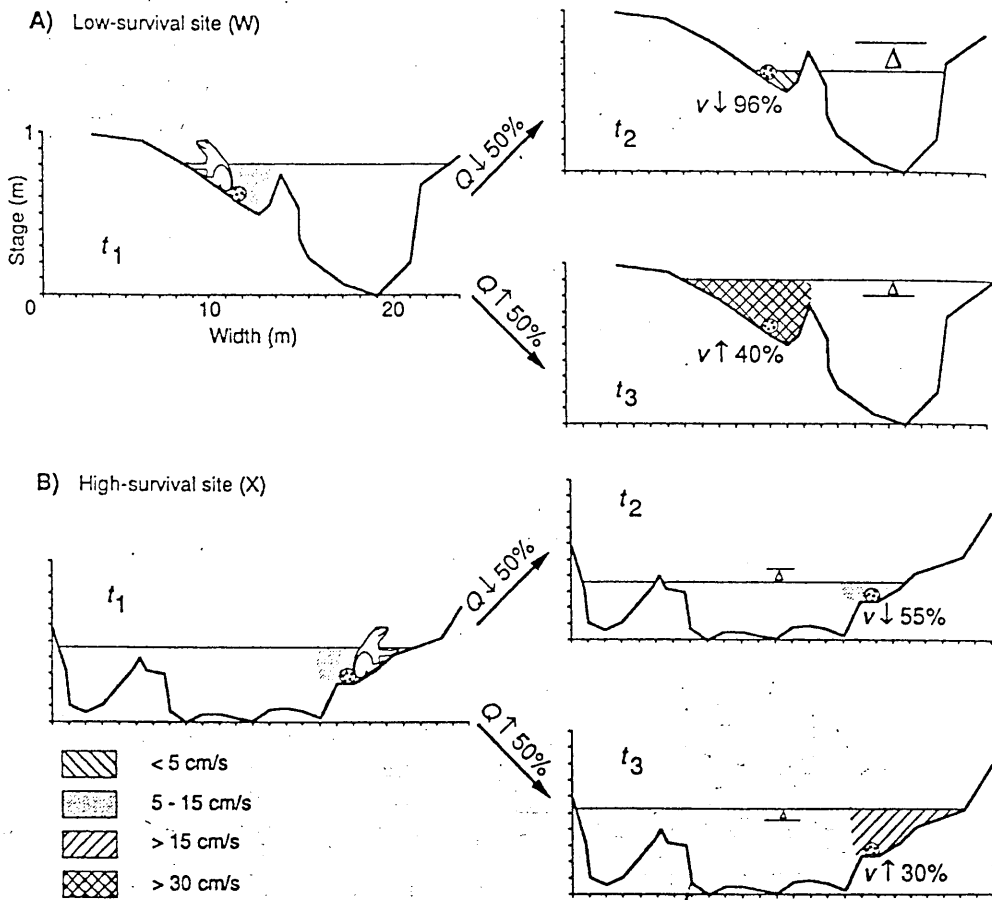 A) Low-survival site (W)
1
Stage (m)
t1
0
10
20
Width (m)
Q ↓ 50%
t2
v ↓ 96%
Q ↑ 50%
t3
v ↑ 40%
B) High-survival site (X)
t1
Q ↓ 50%
t2
v ↓ 55%
Q ↑ 50%
t3
v ↑ 30%
< 5 cm/s
5 - 15 cm/s
> 15 cm/s
> 30 cm/s